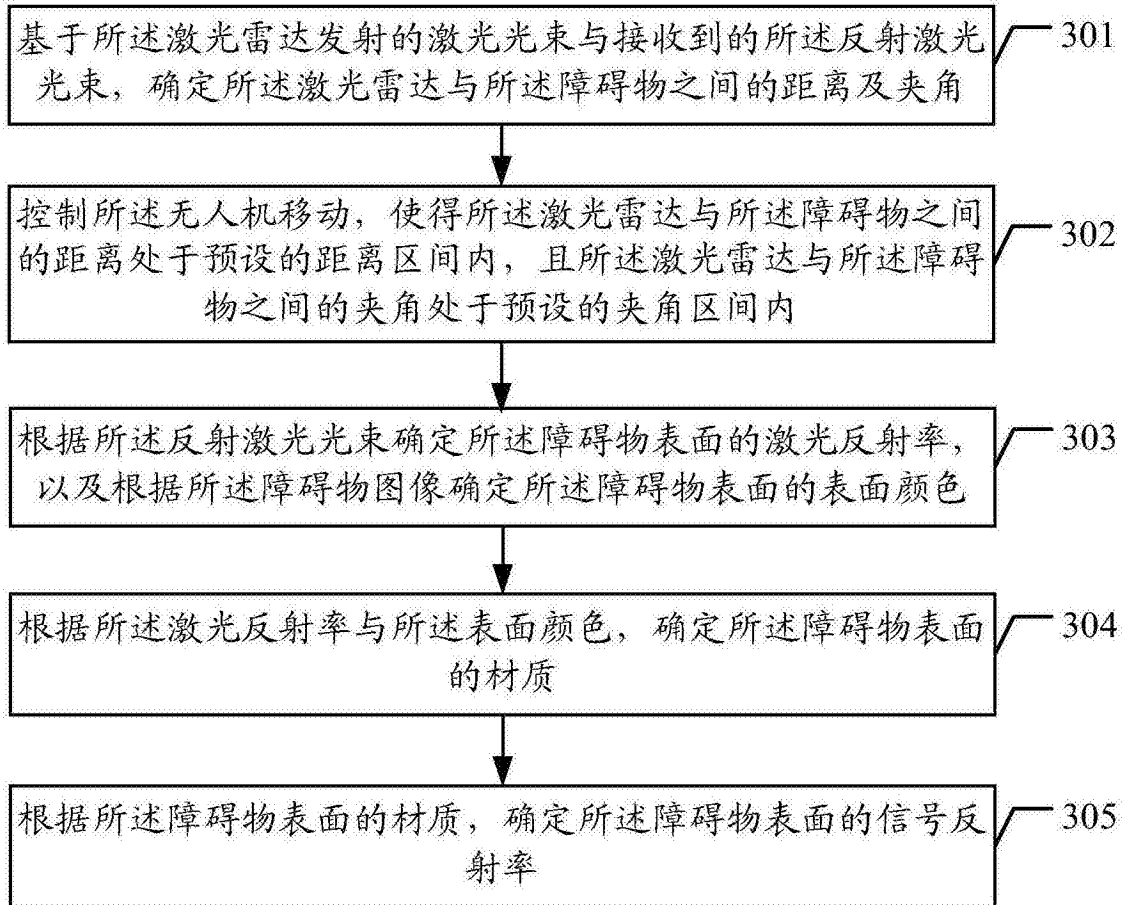 基于所述激光雷达发射的激光光束与接收到的所述反射激光
光束，确定所述激光雷达与所述障碍物之间的距离及夹角
301
控制所述无人机移动，使得所述激光雷达与所述障碍物之间
的距离处于预设的距离区间内，且所述激光雷达与所述障碍
物之间的夹角处于预设的夹角区间内
302
根据所述反射激光光束确定所述障碍物表面的激光反射率，
以及根据所述障碍物图像确定所述障碍物表面的表面颜色
303
根据所述激光反射率与所述表面颜色，确定所述障碍物表面
的材质
304
根据所述障碍物表面的材质，确定所述障碍物表面的信号反
射率
305